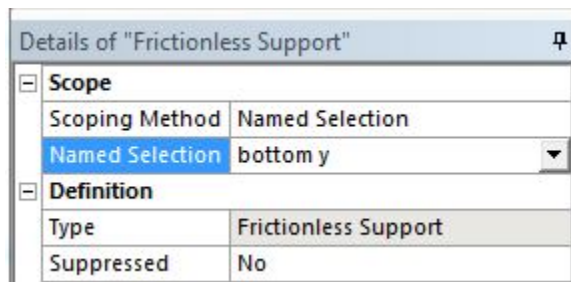 Details of "Frictionless Support"
Scope
Scoping Method Named Selection
Named Selection bottom y
Definition
Type Frictionless Support
Suppressed No